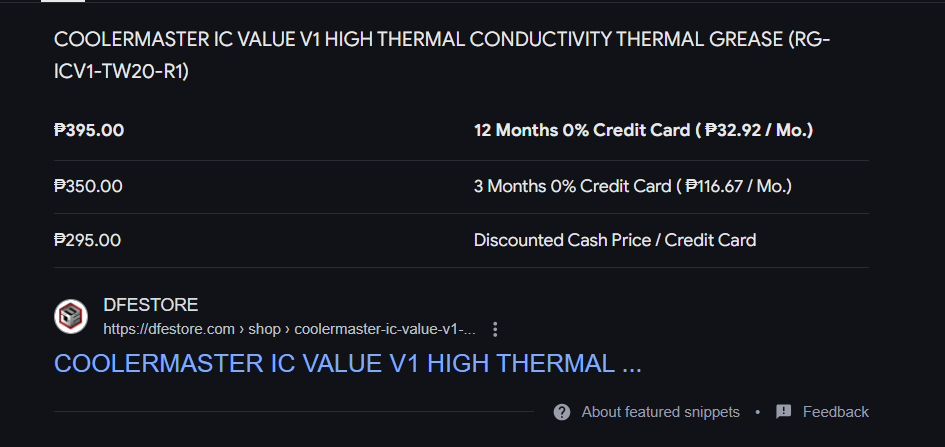 COOLERMASTER IC VALUE V1 HIGH THERMAL CONDUCTIVITY THERMAL GREASE (RG-
ICV1-TW20-R1)
₱395.00 12 Months 0% Credit Card ( ₱32.92 / Mo.)
₱350.00 3 Months 0% Credit Card ( ₱116.67 / Mo.)
₱295.00 Discounted Cash Price / Credit Card
DFESTORE
https://dfestore.com › shop › coolermaster-ic-value-v1-...
COOLERMASTER IC VALUE V1 HIGH THERMAL ...
About featured snippets • Feedback